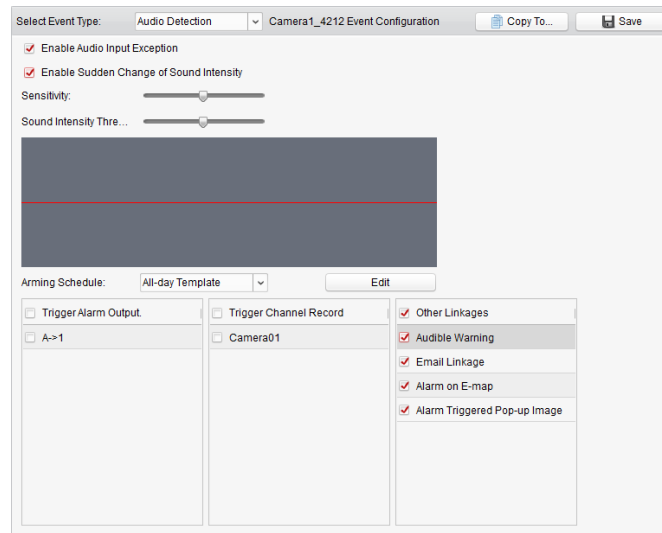 Select Event Type: Audio Detection Camera1_4212 Event Configuration Copy To... Save
Enable Audio Input Exception
Enable Sudden Change of Sound Intensity
Sensitivity:
Sound Intensity Thre...
Arming Schedule: All-day Template Edit
Trigger Alarm Output. Trigger Channel Record Other Linkages
A->1 Camera01 Audible Warning
Email Linkage
Alarm on E-map
Alarm Triggered Pop-up Image